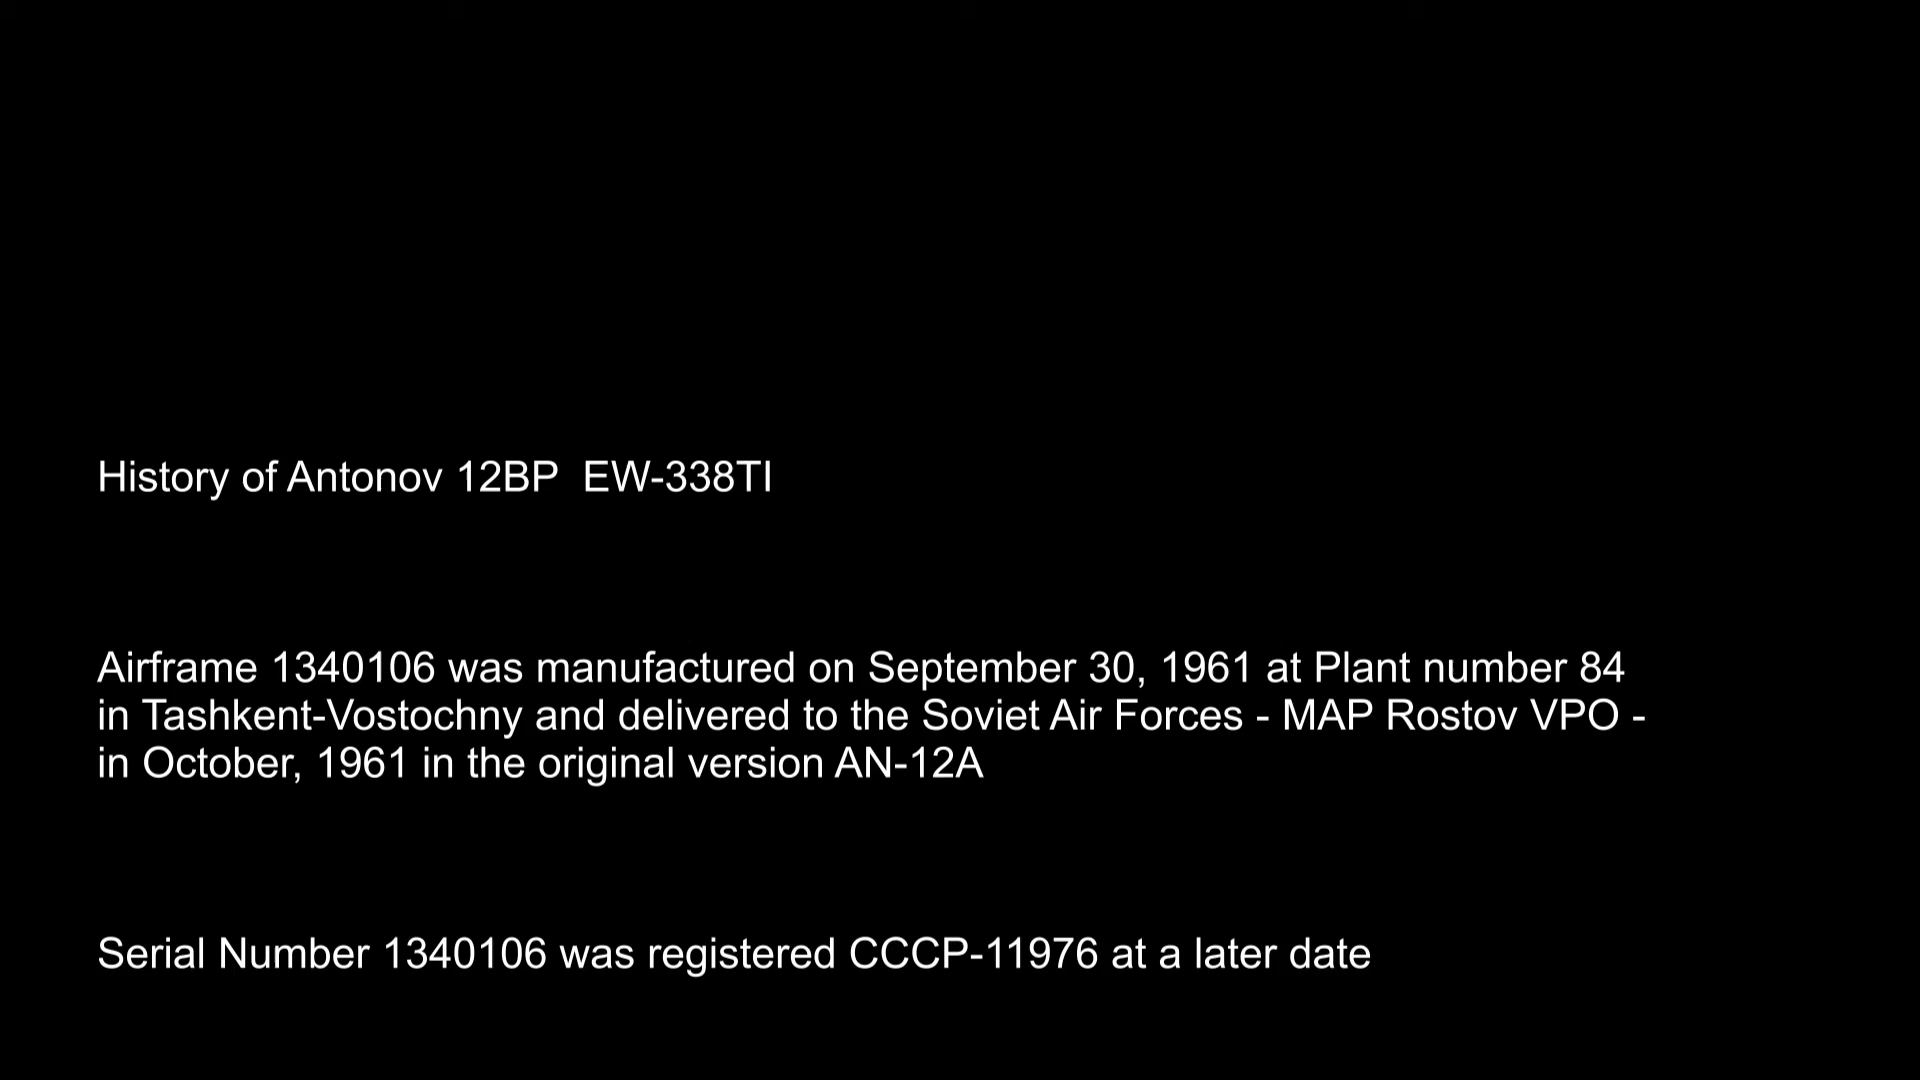 History of Antonov 12BP  EW-338TI
Airframe 1340106 was manufactured on September 30, 1961 at Plant number 84
in Tashkent-Vostochny and delivered to the Soviet Air Forces - MAP Rostov VPO -
in October, 1961 in the original version AN-12A
Serial Number 1340106 was registered CCCP-11976 at a later date